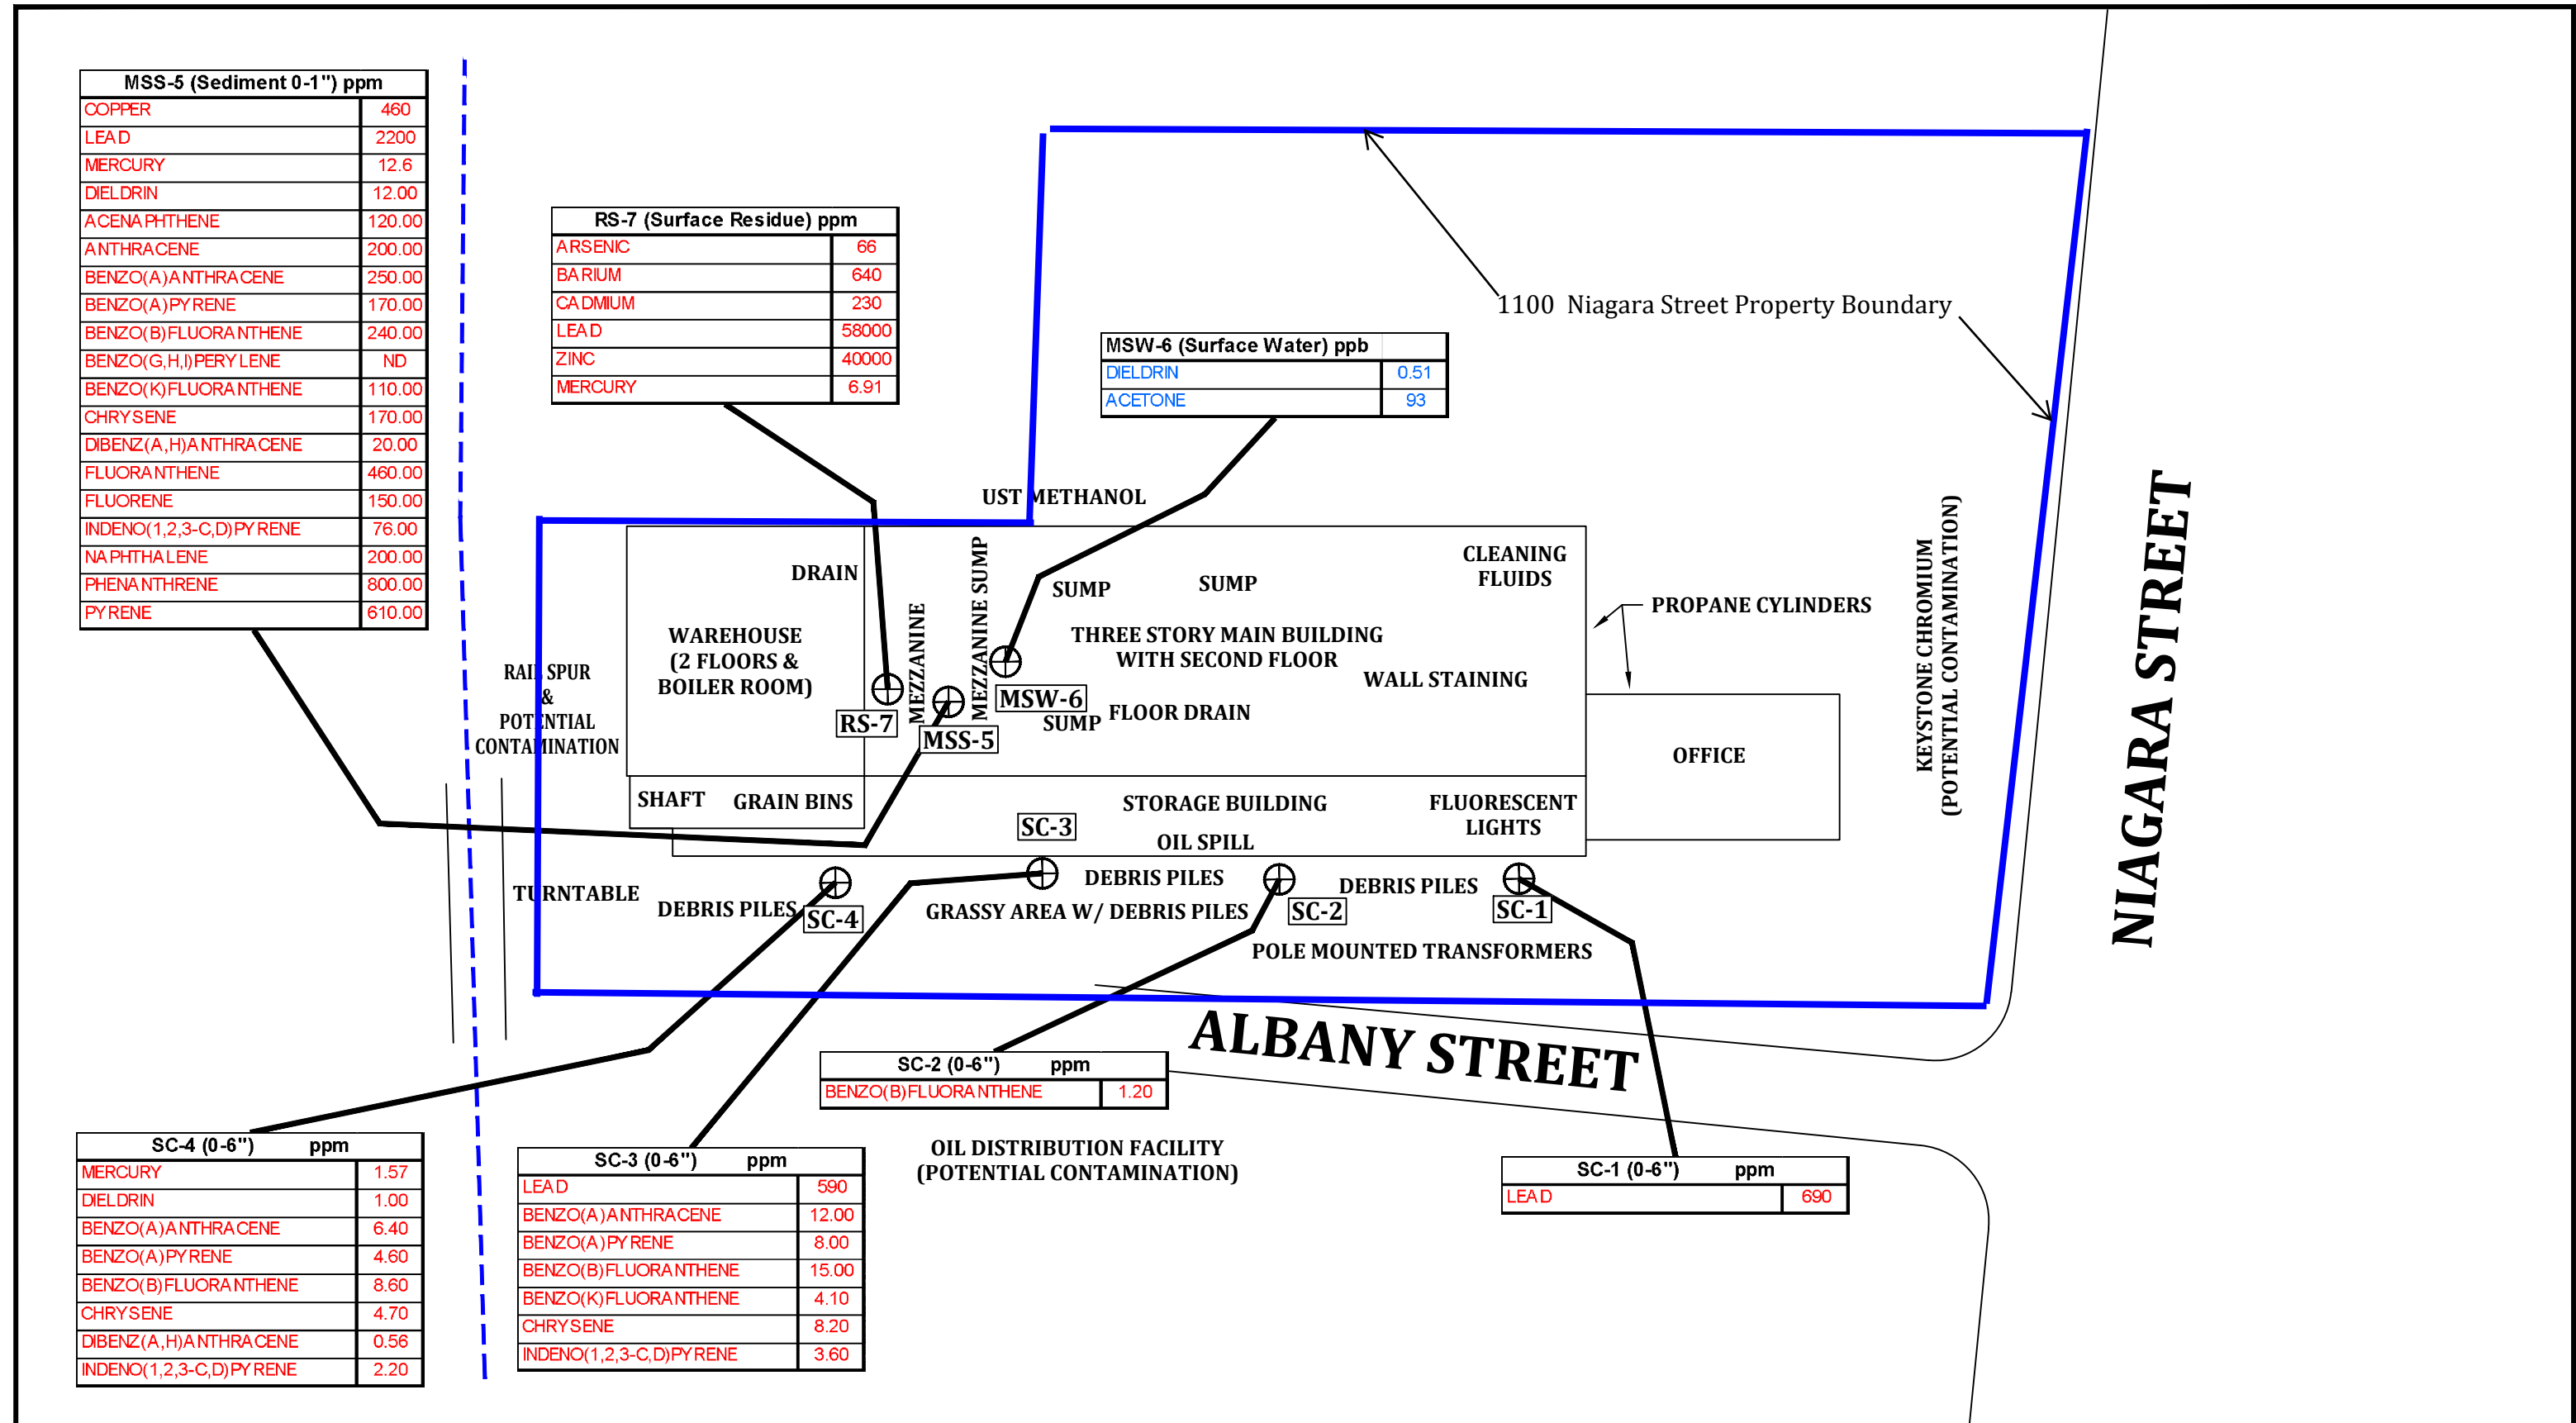 MSS-5 (Sediment 0-1") ppm
COPPER 460
LEAD 2200
MERCURY 12.6
DIELDRIN 12.00
ACENAPHTHENE 120.00
ANTHRACENE 200.00
BENZO(A)ANTHRACENE 250.00
BENZO(A)PYRENE 170.00
BENZO(B)FLUORANTHENE 240.00
BENZO(G,H,I)PERYLENE ND
BENZO(K)FLUORANTHENE 110.00
CHRYSENE 170.00
DIBENZ(A,H)ANTHRACENE 20.00
FLUORANTHENE 460.00
FLUORENE 150.00
INDENO(1,2,3-C,D)PYRENE 76.00
NAPHTHALENE 200.00
PHENANTHRENE 800.00
PYRENE 610.00
RS-7 (Surface Residue) ppm
ARSENIC 66
BARIUM 640
CADMIUM 230
LEAD 58000
ZINC 40000
MERCURY 6.91
MSW-6 (Surface Water) ppb
DIELDRIN 0.51
ACETONE 93
1100 Niagara Street Property Boundary
UST METHANOL
DRAIN
MEZZANINE
MEZZANINE SUMP
SUMP
SUMP
CLEANING
FLUIDS
PROPANE CYLINDERS
WAREHOUSE
(2 FLOORS &
BOILER ROOM)
THREE STORY MAIN BUILDING
WITH SECOND FLOOR
WALL STAINING
RAIL SPUR
&
POTENTIAL
CONTAMINATION
RS-7
MSS-5
MSW-6
SUMP
FLOOR DRAIN
OFFICE
KEYSTONE CHROMIUM
(POTENTIAL CONTAMINATION)
NIAGARA STREET
SHAFT
GRAIN BINS
SC-3
STORAGE BUILDING
OIL SPILL
FLUORESCENT
LIGHTS
TURNTABLE
DEBRIS PILES
SC-4
DEBRIS PILES
GRASSY AREA W/ DEBRIS PILES
SC-2
DEBRIS PILES
SC-1
POLE MOUNTED TRANSFORMERS
ALBANY STREET
SC-2 (0-6") ppm
BENZO(B)FLUORANTHENE 1.20
OIL DISTRIBUTION FACILITY
(POTENTIAL CONTAMINATION)
SC-4 (0-6") ppm
MERCURY 1.57
DIELDRIN 1.00
BENZO(A)ANTHRACENE 6.40
BENZO(A)PYRENE 4.60
BENZO(B)FLUORANTHENE 8.60
CHRYSENE 4.70
DIBENZ(A,H)ANTHRACENE 0.56
INDENO(1,2,3-C,D)PYRENE 2.20
SC-3 (0-6") ppm
LEAD 590
BENZO(A)ANTHRACENE 12.00
BENZO(A)PYRENE 8.00
BENZO(B)FLUORANTHENE 15.00
BENZO(K)FLUORANTHENE 4.10
CHRYSENE 8.20
INDENO(1,2,3-C,D)PYRENE 3.60
SC-1 (0-6") ppm
LEAD 690